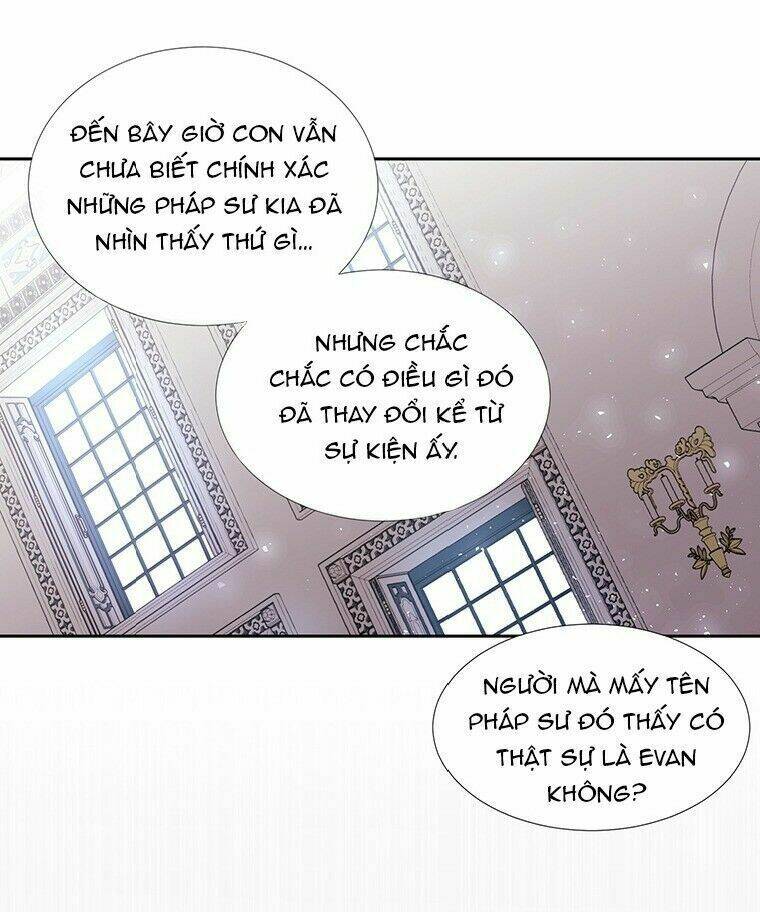 ĐẾN BÂY GIỜ CON VẪN
CHƯA BIẾT CHÍNH XÁC
NHỮNG PHÁP SƯ KIA ĐÃ
NHÌN THẤY THỨ GÌ...
NHƯNG CHẮC
CHẮC CÓ ĐIỀU GÌ ĐÓ
ĐÃ THAY ĐỔI KỂ TỪ
SỰ KIỆN ẤY.
NGƯỜI MÀ MẤY TÊN
PHÁP SƯ ĐÓ THẤY CÓ
THẬT SỰ LÀ EVAN
KHÔNG?